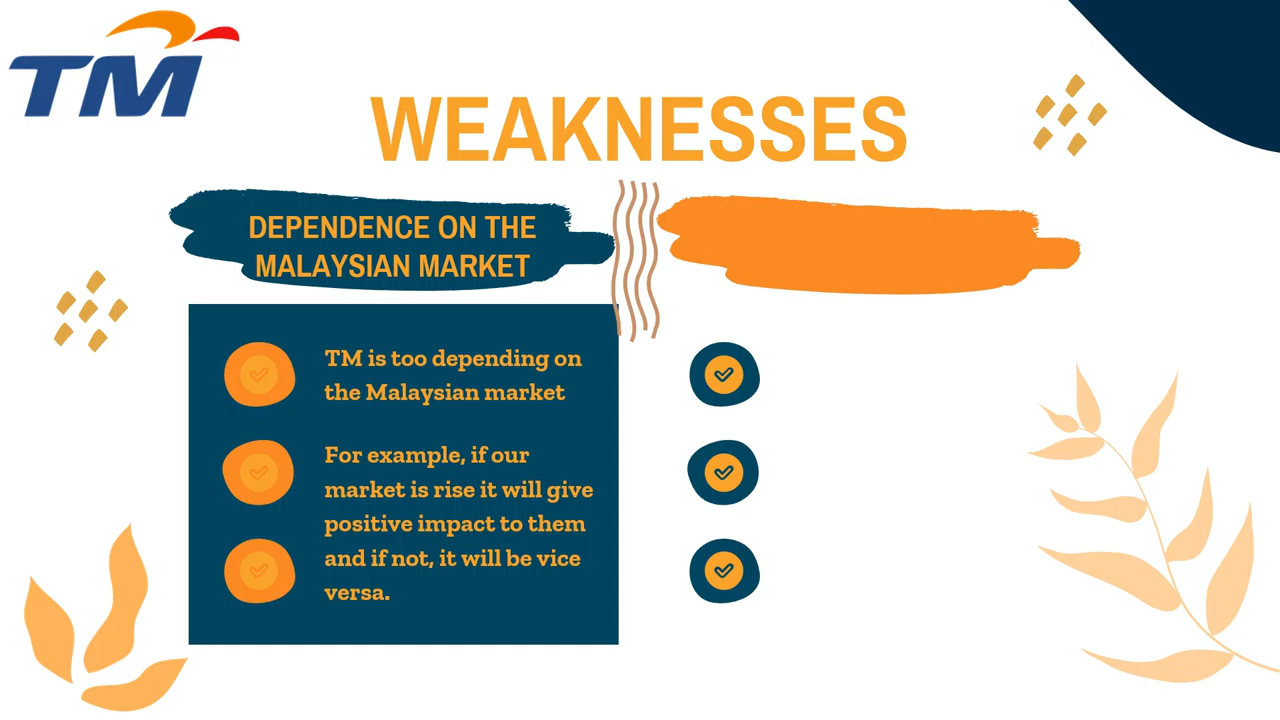 TM
WEAKNESSES
DEPENDENCE ON THE
MALAYSIAN MARKET
TM is too depending on
the Malaysian market
For example, if our
market is rise it will give
positive impact to them
and if not, it will be vice
versa.